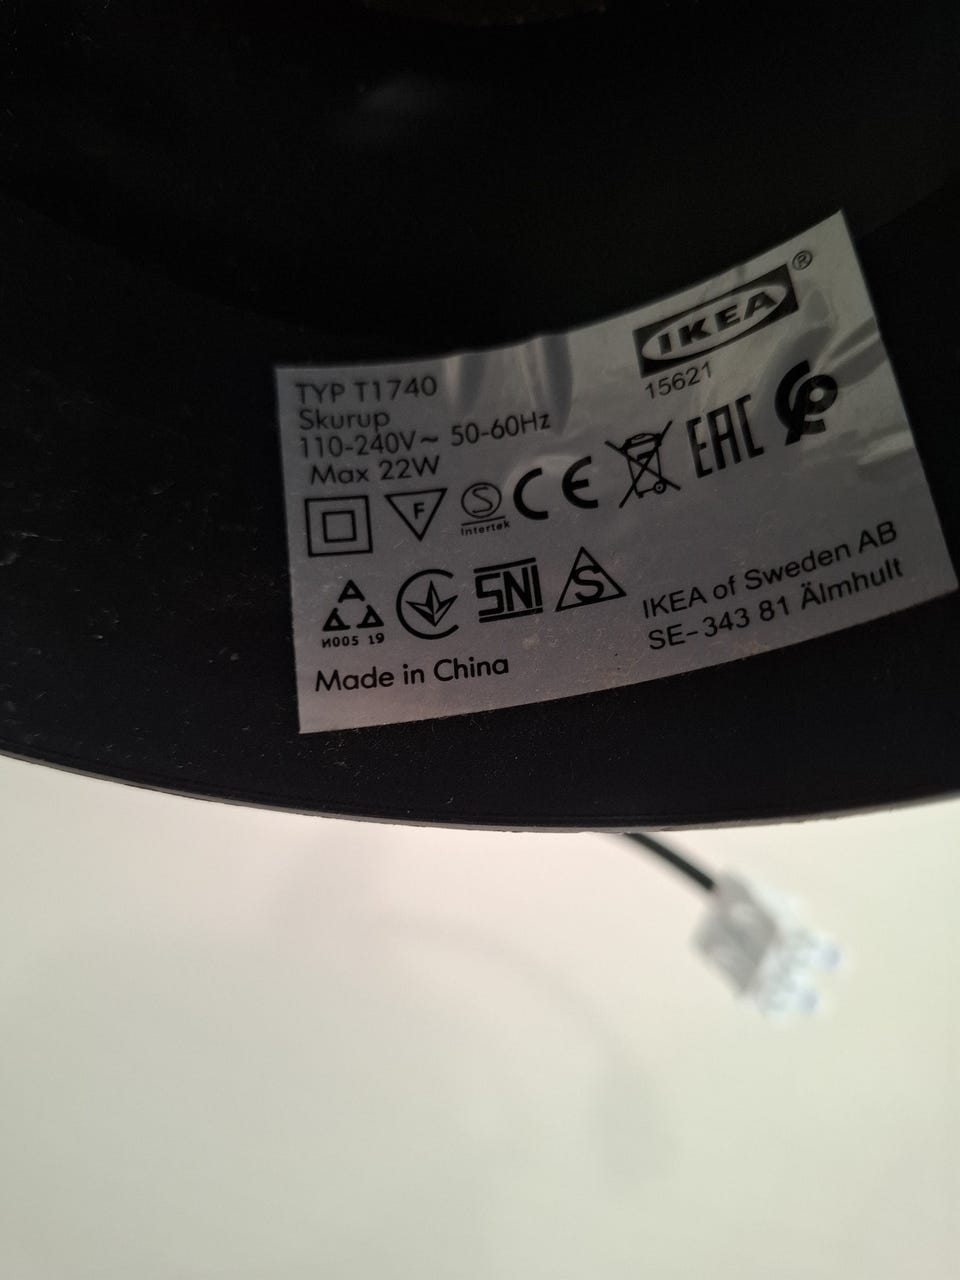 IKEA®
15621
TYP T1740
Skurup
110-240V~ 50-60Hz
Max 22W
F
S
Intertek
CE
EAC
И005 19
SNI
S
IKEA of Sweden AB
SE-343 81 Älmhult
Made in China